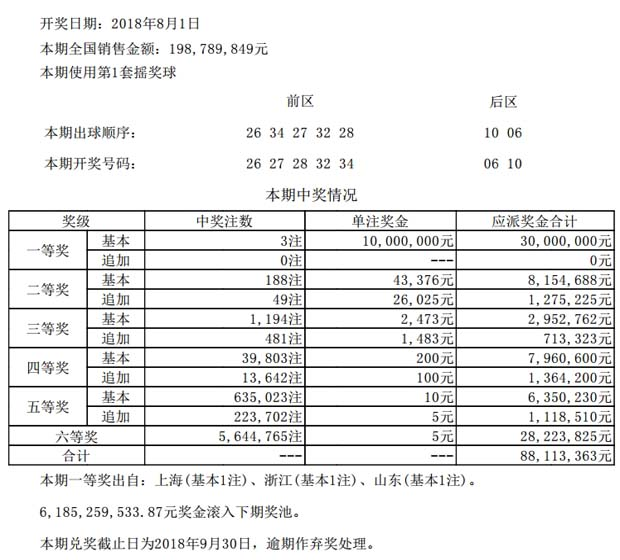 开奖日期：2018年8月1日
本期全国销售金额：198,789,849元
本期使用第1套摇奖球
前区 后区
本期出球顺序： 26 34 27 32 28 10 06
本期开奖号码： 26 27 28 32 34 06 10
本期中奖情况
奖级 中奖注数 单注奖金 应派奖金合计
一等奖 基本 3注 10,000,000元 30,000,000元
追加 0注 --- 0元
二等奖 基本 188注 43,376元 8,154,688元
追加 49注 26,025元 1,275,225元
三等奖 基本 1,194注 2,473元 2,952,762元
追加 481注 1,483元 713,323元
四等奖 基本 39,803注 200元 7,960,600元
追加 13,642注 100元 1,364,200元
五等奖 基本 635,023注 10元 6,350,230元
追加 223,702注 5元 1,118,510元
六等奖 5,644,765注 5元 28,223,825元
合计 --- --- 88,113,363元
本期一等奖出自：上海(基本1注)、浙江(基本1注)、山东(基本1注)。
6,185,259,533.87元奖金滚入下期奖池。
本期兑奖截止日为2018年9月30日，逾期作弃奖处理。